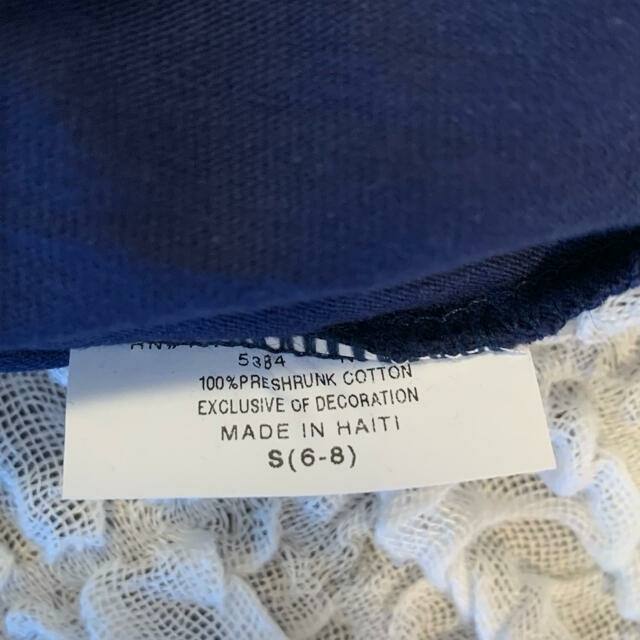 5384
100%PRESHRUNK COTTON
EXCLUSIVE OF DECORATION
MADE IN HAITI
S(6-8)